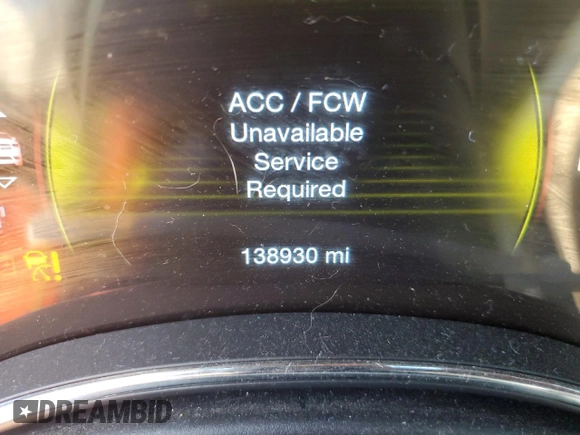 ACC / FCW
Unavailable
Service
Required
138930 mi
DREAMBID